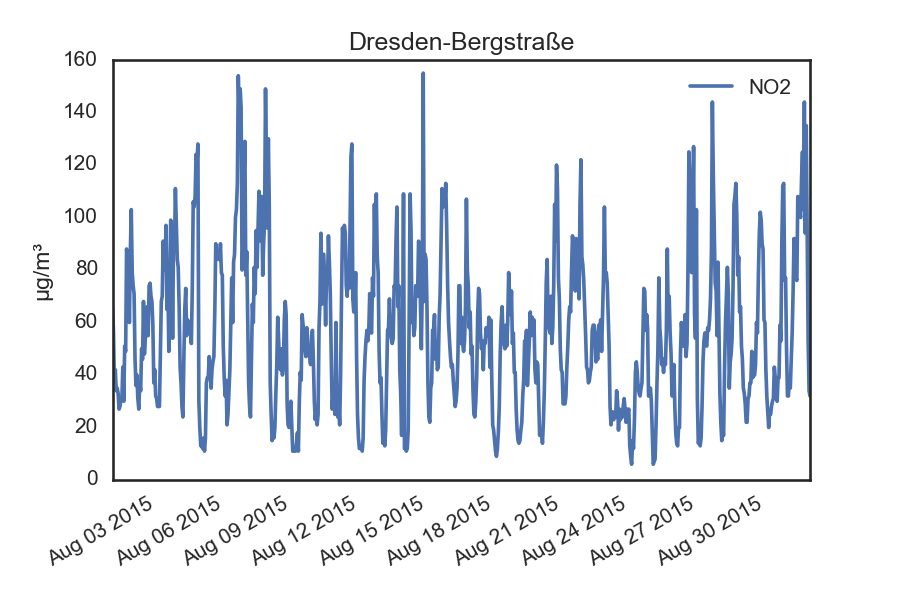 Dresden-Bergstraße
NO2
µg/m³
160
140
120
100
80
60
40
20
0
Aug 03 2015
Aug 06 2015
Aug 09 2015
Aug 12 2015
Aug 15 2015
Aug 18 2015
Aug 21 2015
Aug 24 2015
Aug 27 2015
Aug 30 2015